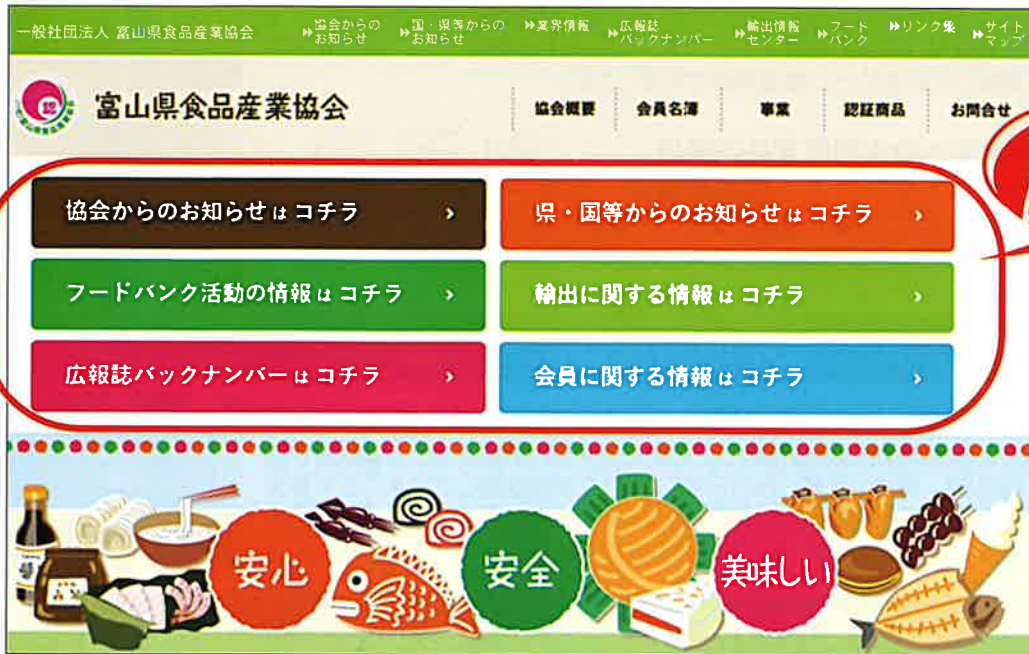 一般社団法人 富山県食品産業協会
協会からの
お知らせ
国・県等からの
お知らせ
業界情報
広報誌
バックナンバー
輸出情報
センター
フード
バンク
リンク集
サイト
マップ
認
富山県食品産業協会
協会概要
会員名簿
事業
認証商品
お問合せ
協会からのお知らせは コチラ
県・国等からのお知らせは コチラ
フードバンク活動の情報は コチラ
輸出に関する情報は コチラ
広報誌バックナンバーは コチラ
会員に関する情報は コチラ
安心
安全
美味しい